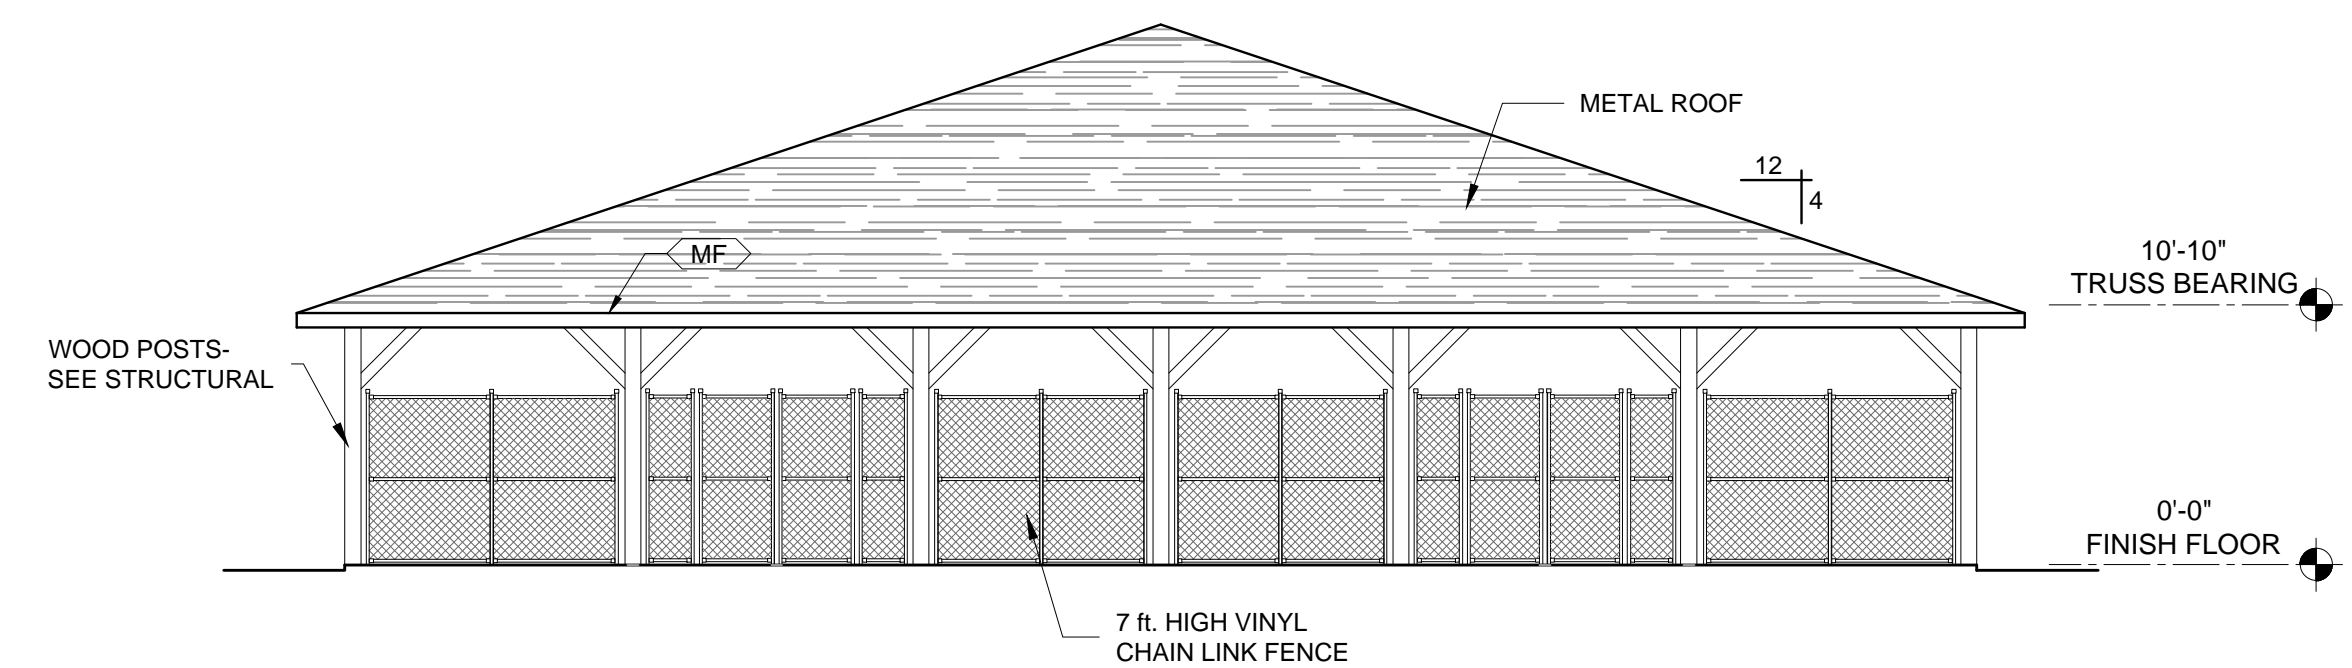 METAL ROOF
12
4
MF
10'-10"
TRUSS BEARING
WOOD POSTS-
SEE STRUCTURAL
0'-0"
FINISH FLOOR
7 ft. HIGH VINYL
CHAIN LINK FENCE